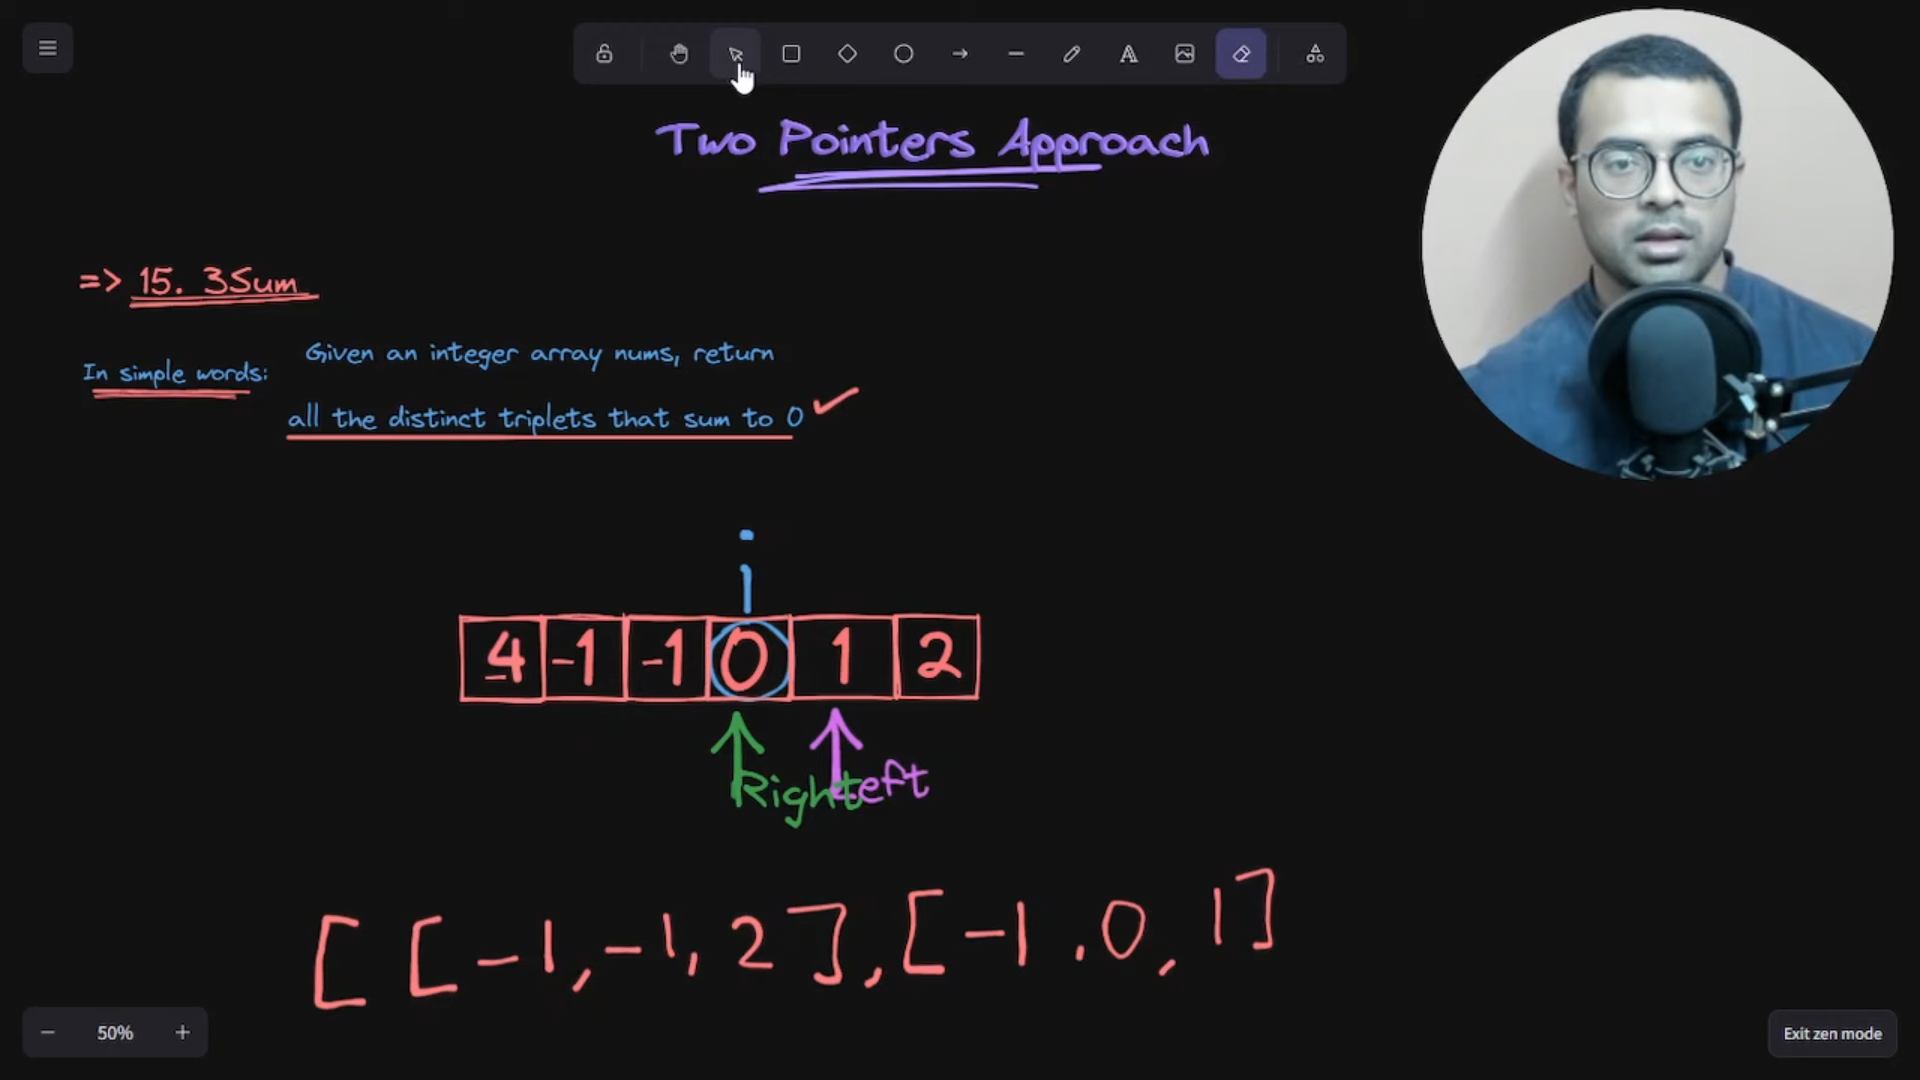 Two Pointers Approach
=> 15. 3Sum
In simple words: Given an integer array nums, return
all the distinct triplets that sum to 0
i
-4 -1 -1 0 1 2
Right Left
[ [ -1, -1, 2 ], [ -1 . 0, 1 ]
50%
Exit zen mode